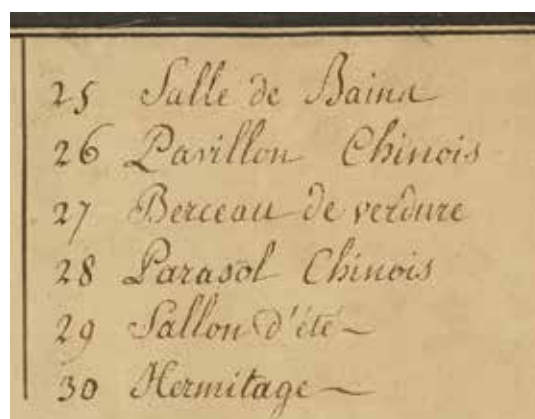 25 Salle de Bains
26 Pavillon Chinois
27 Berceau de verdure
28 Parasol Chinois
29 Sallon d'été
30 Hermitage